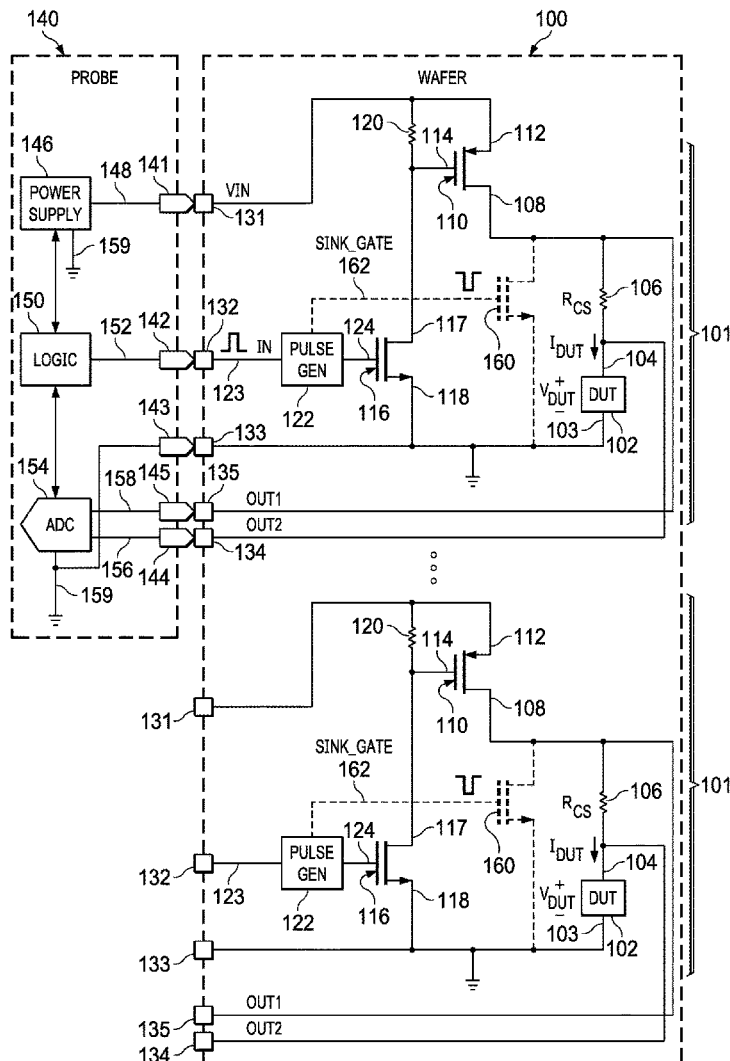 140
100
PROBE
WAFER
120
114
112
146
141
148
POWER
SUPPLY
VIN
131
110
108
159
SINK_GATE
162
106
R_CS
150
142
132
160
I_DUT
104
LOGIC
152
IN
PULSE
GEN
124
117
101
123
122
116
118
V_DUT
+
−
DUT
103
102
143
133
154
145
135
158
OUT1
ADC
OUT2
156
144
134
159
120
114
112
131
110
108
SINK_GATE
162
106
R_CS
101
117
160
I_DUT
104
124
132
PULSE
GEN
123
122
116
118
V_DUT
+
−
DUT
103
102
133
OUT1
135
OUT2
134